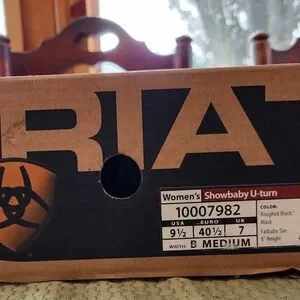 RIAT
Women's Showbaby U-turn
10007982
USA EURO UK
9½ 40½ 7
WIDTH: B MEDIUM
COLOR:
Roughed Black/
Black
Fatbaby Toe
8" Height